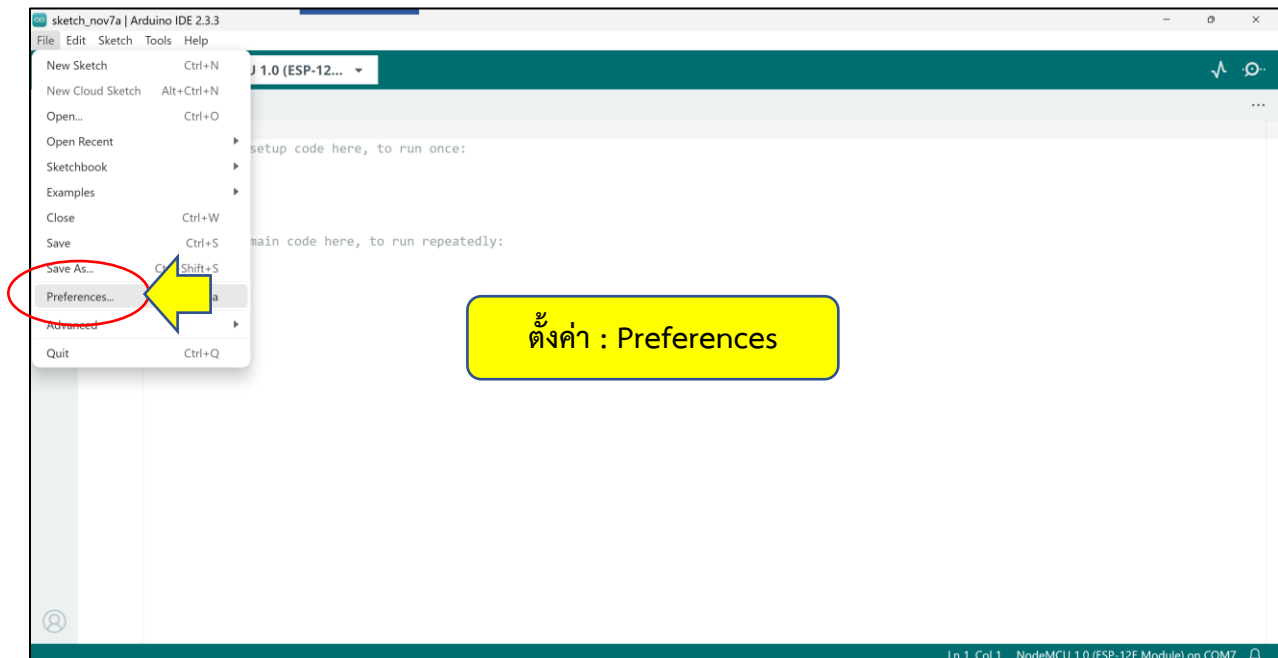 sketch_nov7a | Arduino IDE 2.3.3
File Edit Sketch Tools Help
New Sketch Ctrl+N
J 1.0 (ESP-12...
New Cloud Sketch Alt+Ctrl+N
Open... Ctrl+O
Open Recent
setup code here, to run once:
Sketchbook
Examples
Close Ctrl+W
Save Ctrl+S
main code here, to run repeatedly:
Save As... Shift+S
Preferences...
Advanced
Quit Ctrl+Q
ตั้งค่า : Preferences
Ln 1, Col 1 NodeMCU 1.0 (ESP-12E Module) on COM7